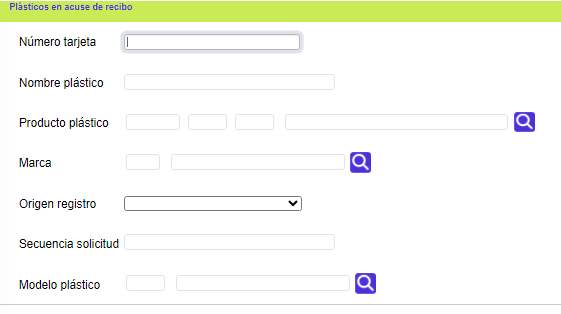 Plásticos en acuse de recibo
Número tarjeta
Nombre plástico
Producto plástico
Marca
Origen registro
Secuencia solicitud
Modelo plástico